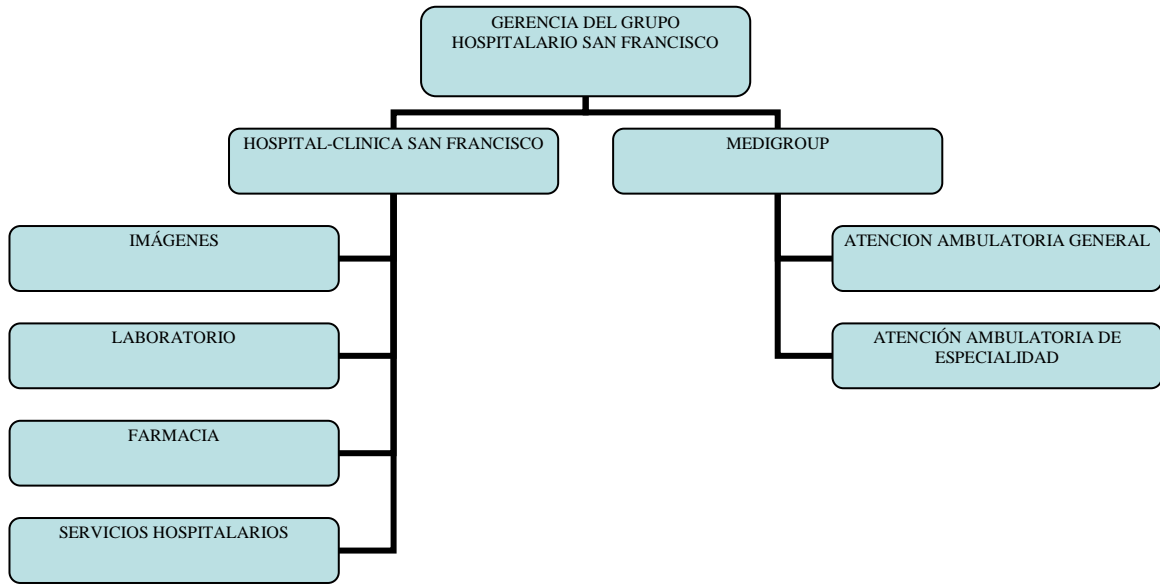 GERENCIA DEL GRUPO
HOSPITALARIO SAN FRANCISCO
HOSPITAL-CLINICA SAN FRANCISCO
MEDIGROUP
IMÁGENES
ATENCION AMBULATORIA GENERAL
LABORATORIO
ATENCIÓN AMBULATORIA DE
ESPECIALIDAD
FARMACIA
SERVICIOS HOSPITALARIOS